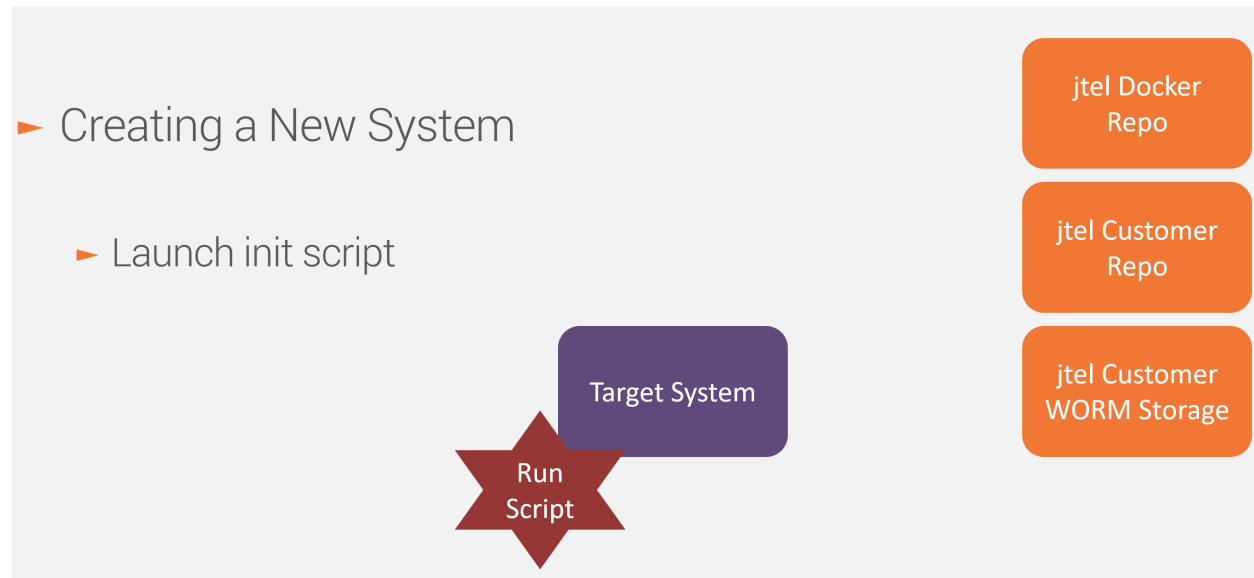 Creating a New System
Launch init script
jtel Docker
Repo
jtel Customer
Repo
jtel Customer
WORM Storage
Target System
Run
Script